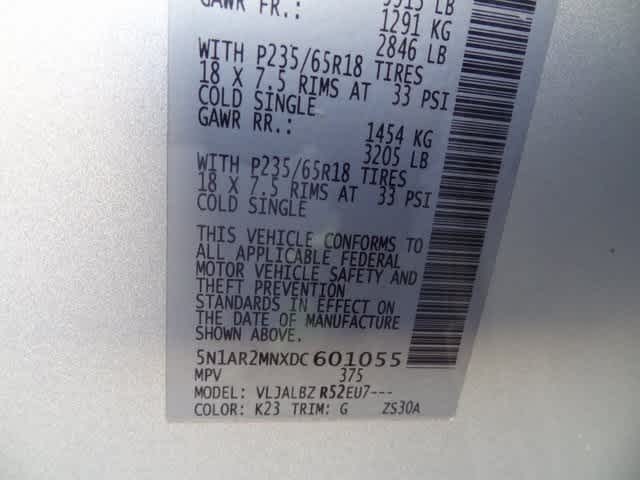 GAWR FR.:
1291 KG
2846 LB
WITH P235/65R18 TIRES
18 X 7.5 RIMS AT 33 PSI
COLD SINGLE
GAWR RR.: 1454 KG
3205 LB
WITH P235/65R18 TIRES
18 X 7.5 RIMS AT 33 PSI
COLD SINGLE
THIS VEHICLE CONFORMS TO
ALL APPLICABLE FEDERAL
MOTOR VEHICLE SAFETY AND
THEFT PREVENTION
STANDARDS IN EFFECT ON
THE DATE OF MANUFACTURE
SHOWN ABOVE.
5N1AR2MNXDC601055
MPV 375
MODEL: VLJALBZ R52EU7---
COLOR: K23 TRIM: G ZS30A